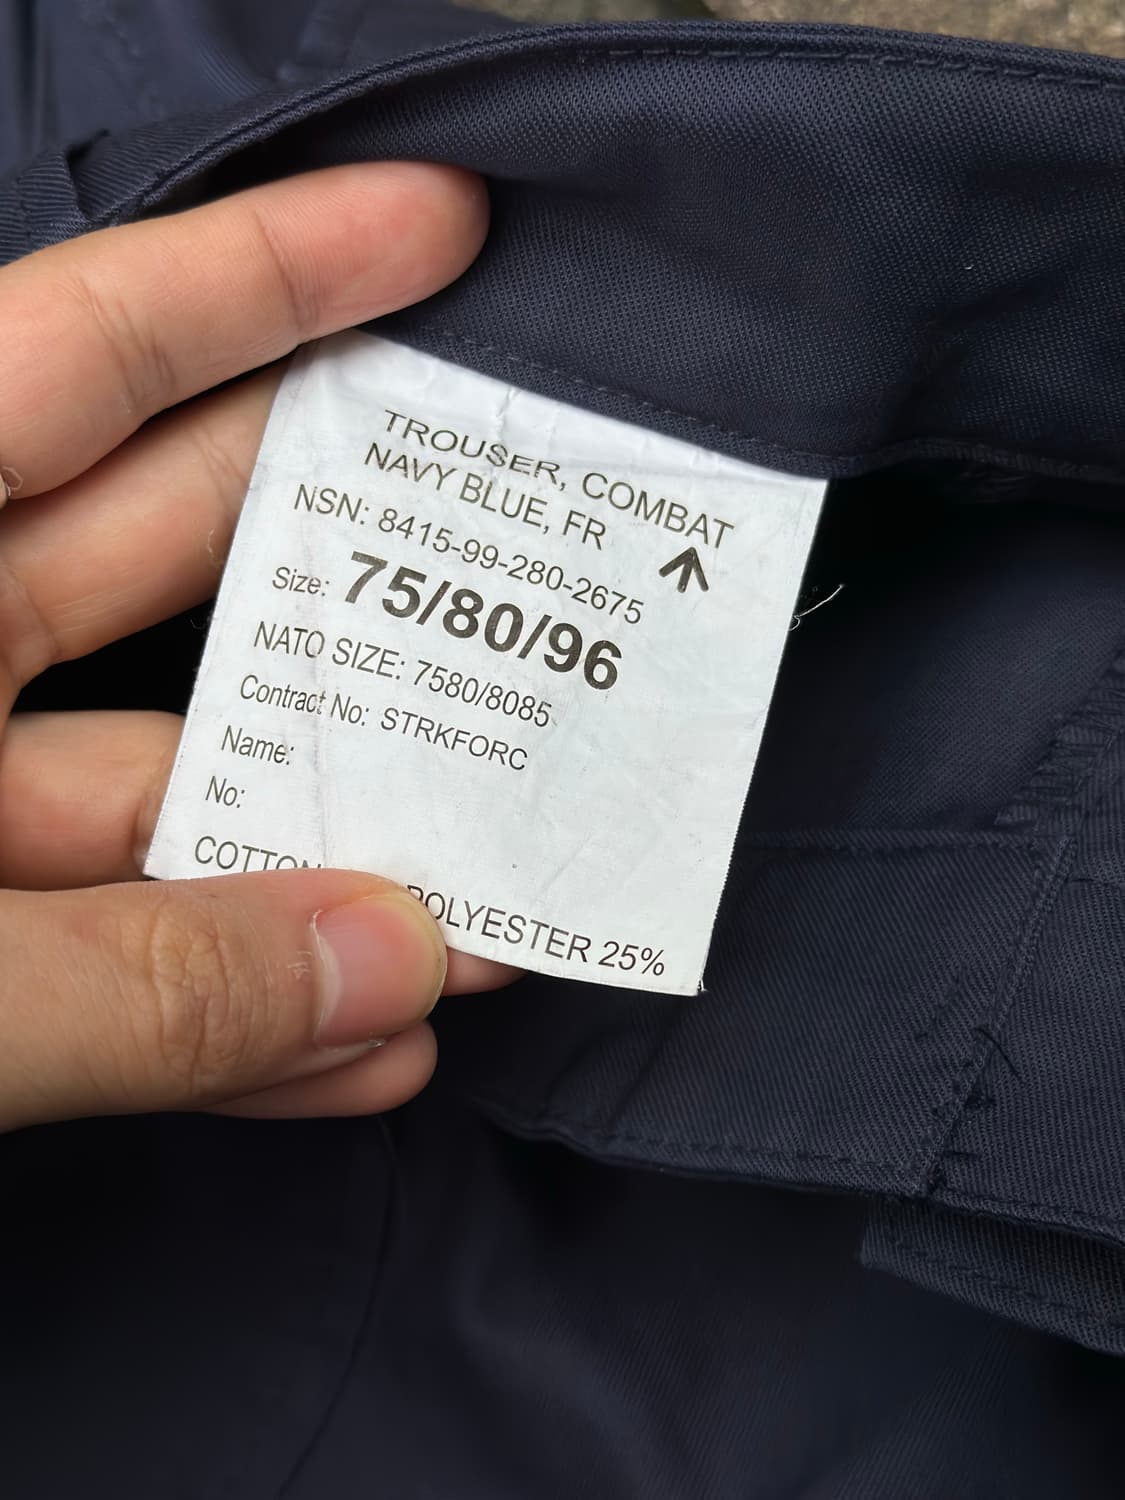 TROUSER, COMBAT
NAVY BLUE, FR
NSN: 8415-99-280-2675
Size: 75/80/96
NATO SIZE: 7580/8085
Contract No: STRKFORC
Name:
No:
COTTON POLYESTER 25%